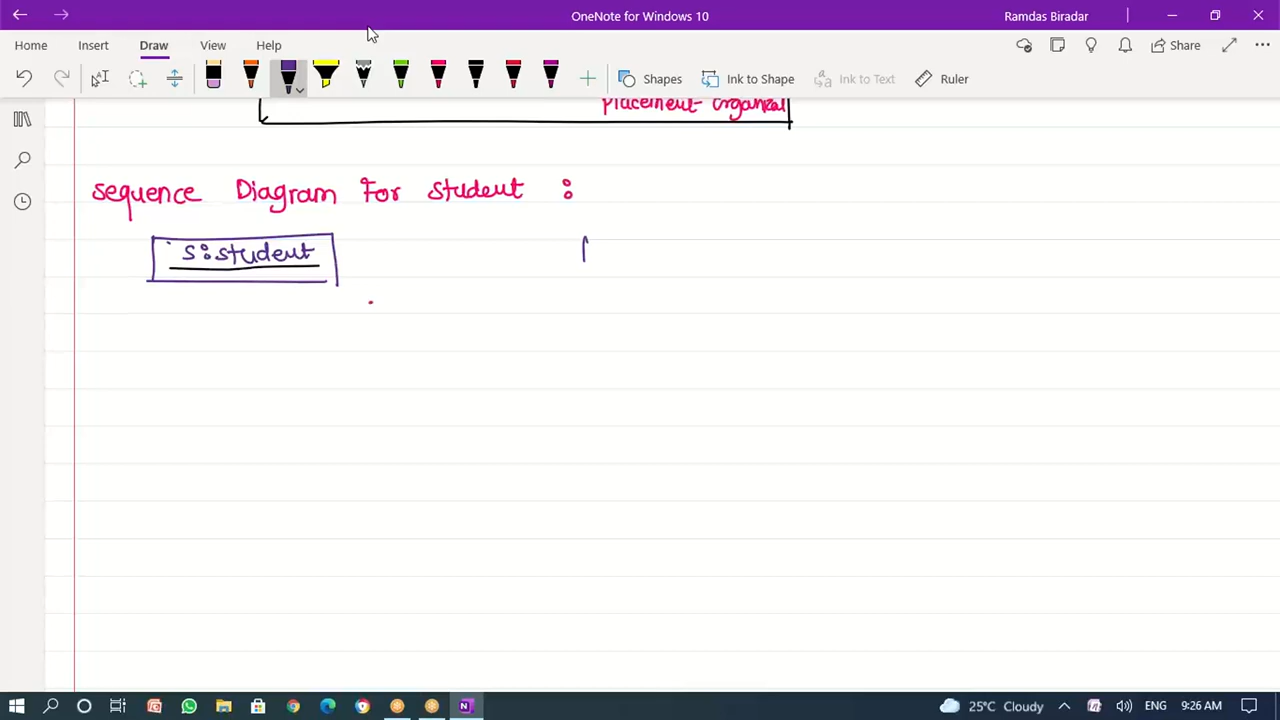 OneNote for Windows 10
Ramdas Biradar
Home Insert Draw View Help
Share
Shapes Ink to Shape Ink to Text Ruler
placement-
Sequence Diagram For student :
S:student
25°C Cloudy
ENG 9:26 AM